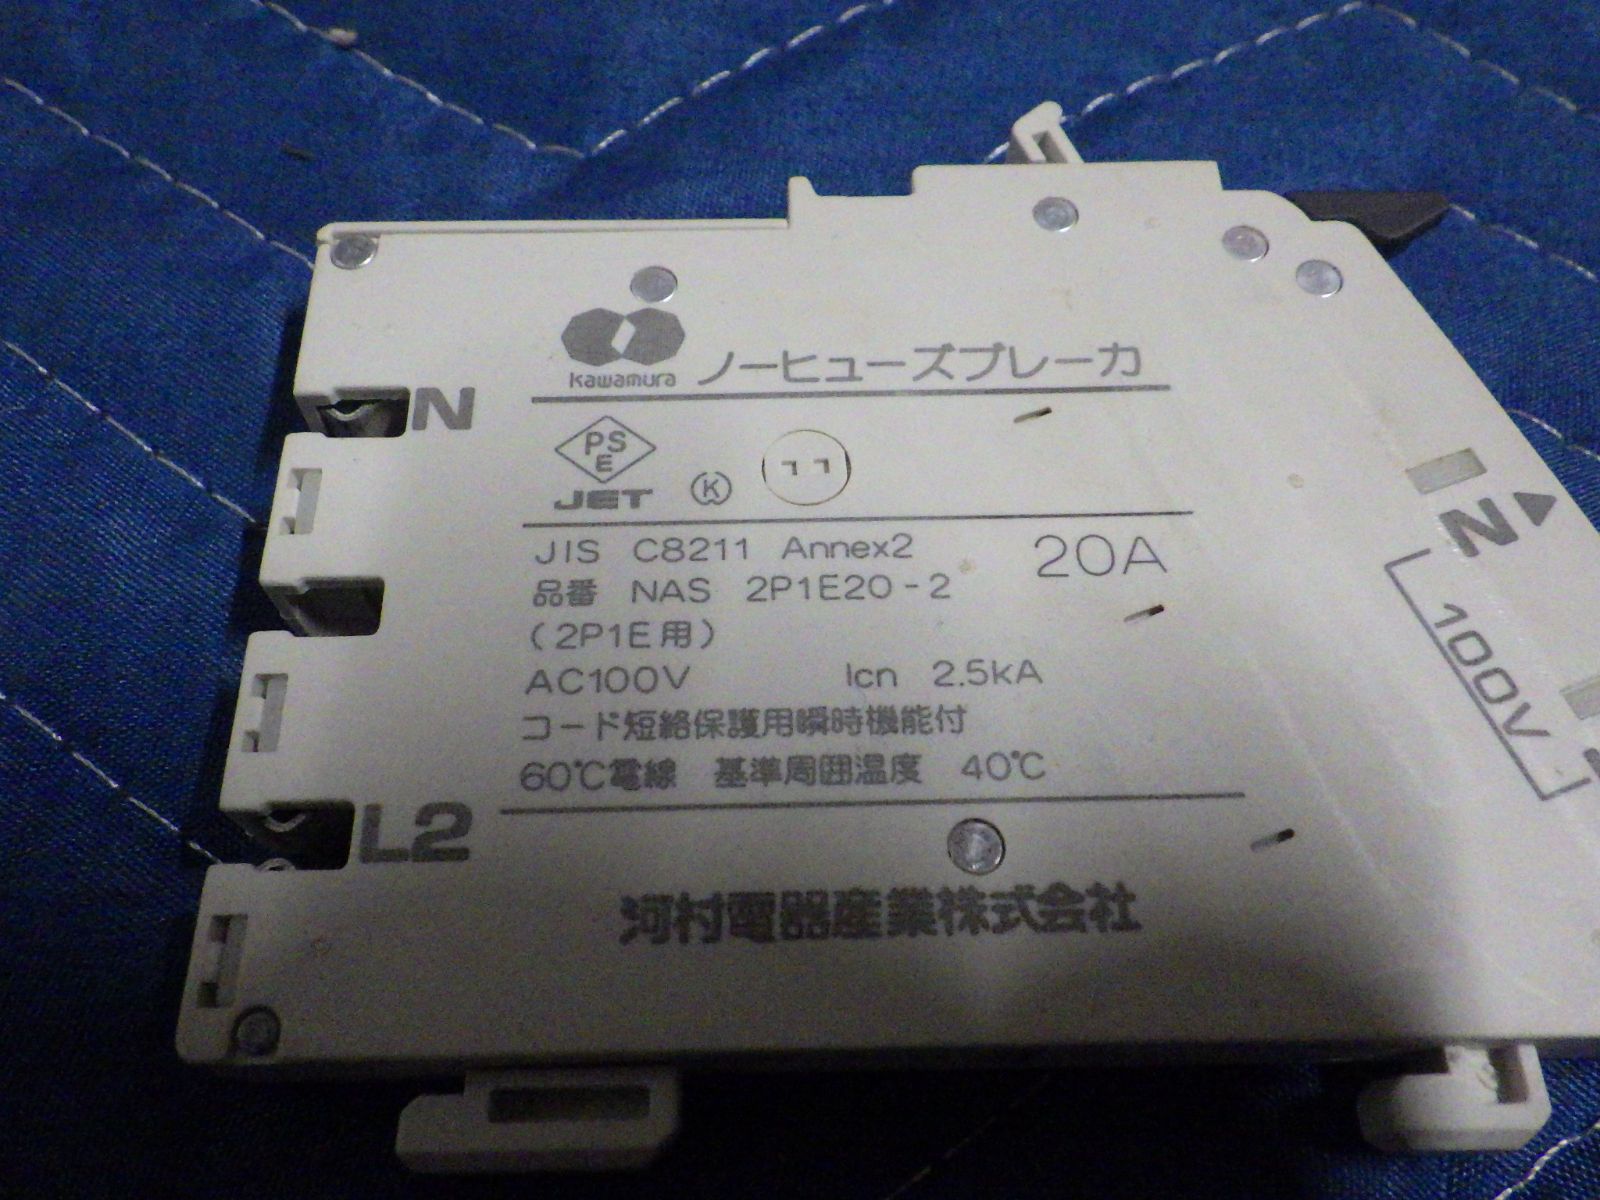 kawamura
ノーヒューズブレーカ
N
PS
E
JET
K
JIS C8211 Annex2
20A
品番 NAS 2P1E20-2
(2P1E用)
AC100V Icn 2.5kA
コード短絡保護用瞬時機能付
60℃電線 基準周囲温度 40℃
L2
河村電器産業株式会社
N
100V